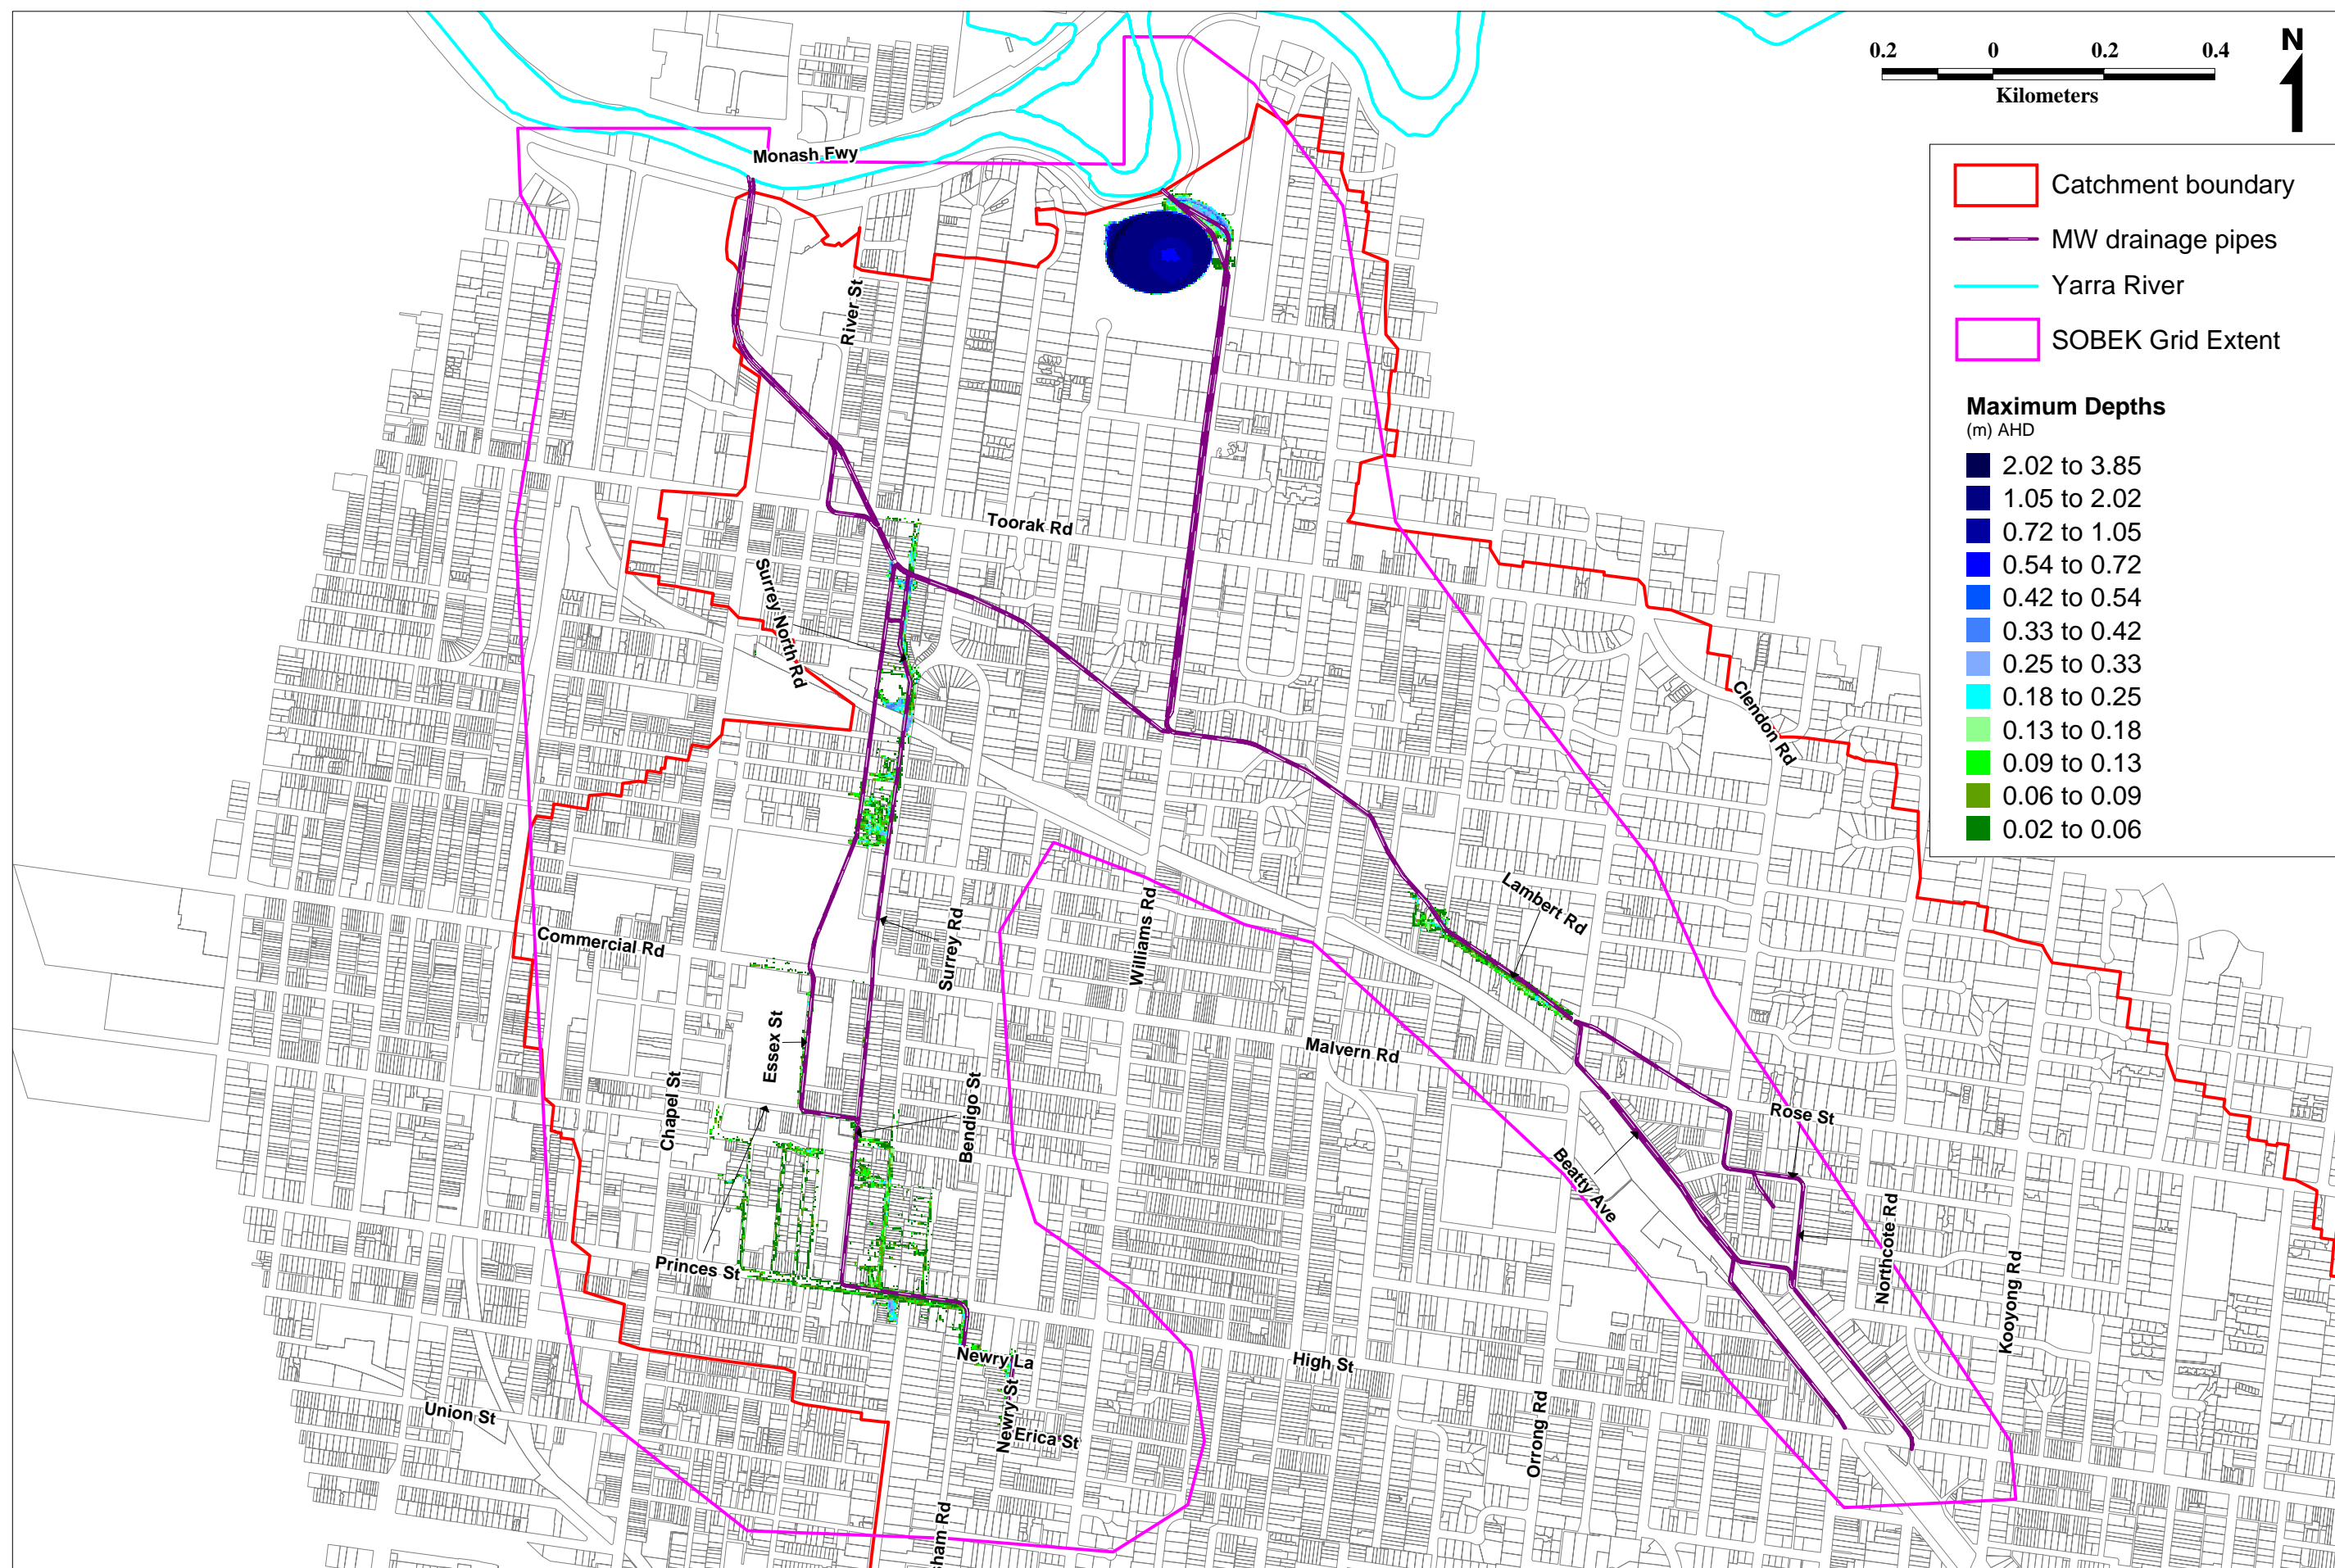 0.2 0 0.2 0.4
Kilometers
N
Catchment boundary
MW drainage pipes
Yarra River
SOBEK Grid Extent
Maximum Depths
(m) AHD
2.02 to 3.85
1.05 to 2.02
0.72 to 1.05
0.54 to 0.72
0.42 to 0.54
0.33 to 0.42
0.25 to 0.33
0.18 to 0.25
0.13 to 0.18
0.09 to 0.13
0.06 to 0.09
0.02 to 0.06
Monash Fwy
River St
Toorak Rd
Surrey North Rd
Clendon Rd
Lambert Rd
Commercial Rd
Surrey Rd
Williams Rd
Essex St
Malvern Rd
Chapel St
Bendigo St
Rose St
Beatty Ave
Northcote Rd
Kooyong Rd
Princes St
Newry La
High St
Newry St
Erica St
Union St
Orrong Rd
ham Rd